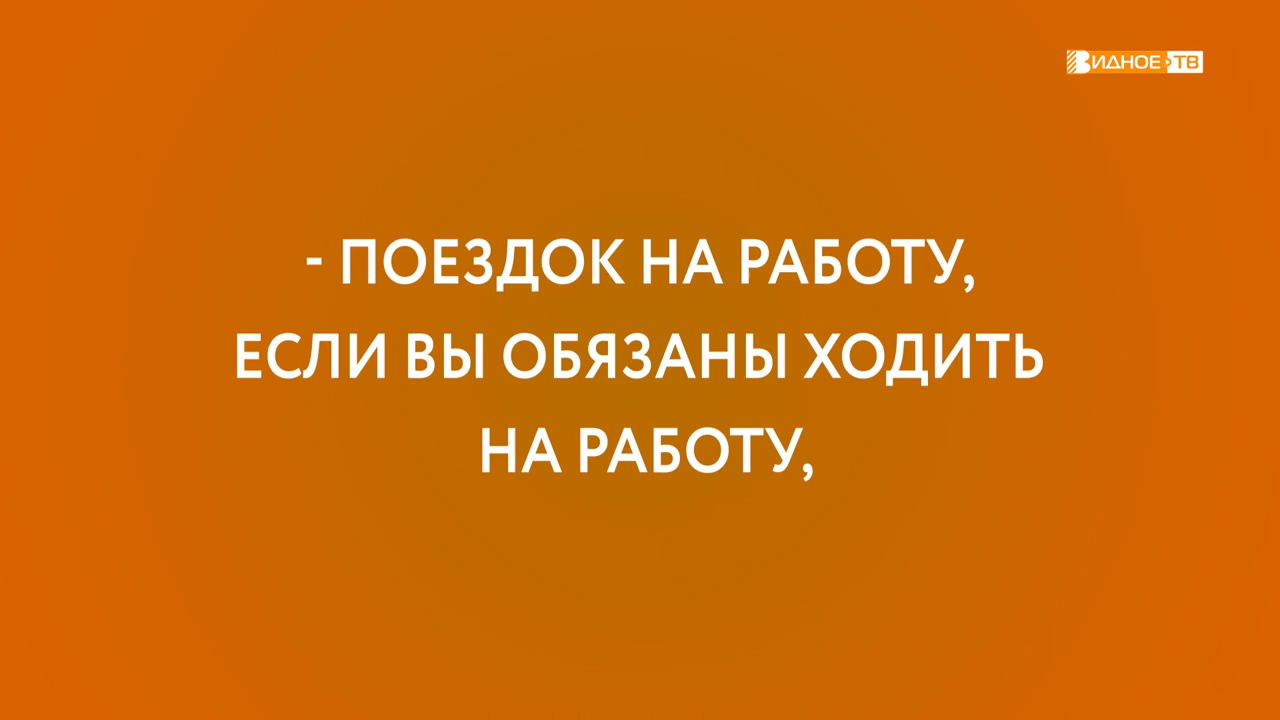 ВИДНОЕ ТВ
- ПОЕЗДОК НА РАБОТУ,
ЕСЛИ ВЫ ОБЯЗАНЫ ХОДИТЬ
НА РАБОТУ,